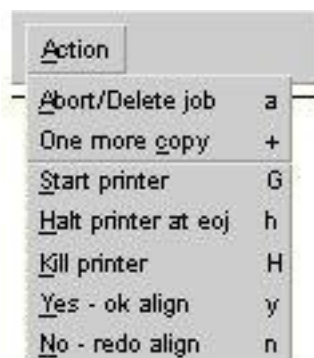 Action
Abort/Delete job a
One more copy +
Start printer G
Halt printer at eoj h
Kill printer H
Yes - ok align y
No - redo align n